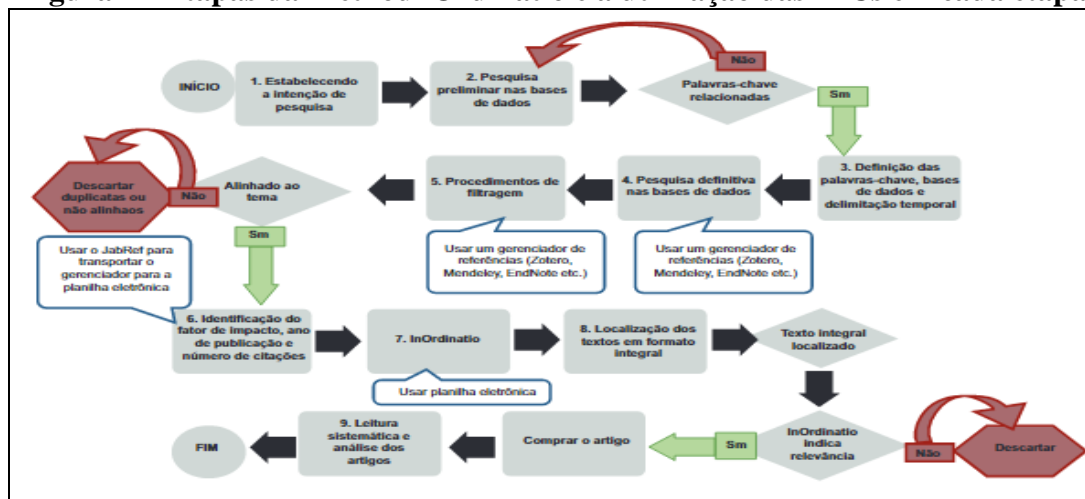 INÍCIO
1. Estabelecendo
a intenção de
pesquisa
2. Pesquisa
preliminar nas bases
de dados
Não
Palavras-chave
relacionadas
Sm
3. Definição das
palavras-chave, bases
de dados e
delimitação temporal
4. Pesquisa definitiva
nas bases de dados
5. Procedimentos de
filtragem
Alinhado ao
tema
Não
Descartar
duplicatas ou
não alinhaos
Sm
Usar o JabRef para
transportar o
gerenciador para a
planilha eletrônica
Usar um gerenciador de
referências (Zotero,
Mendeley, EndNote etc.)
Usar um gerenciador de
referências (Zotero,
Mendeley, EndNote etc.)
6. Identificação do
fator de impacto, ano
de publicação e
número de citações
7. InOrdinatio
Usar planilha eletrônica
8. Localização dos
textos em formato
integral
Texto integral
localizado
InOrdinatio
indica
relevância
Não
Descartar
Sm
Comprar o artigo
9. Leitura
sistemática e
análise dos
artigos
FIM